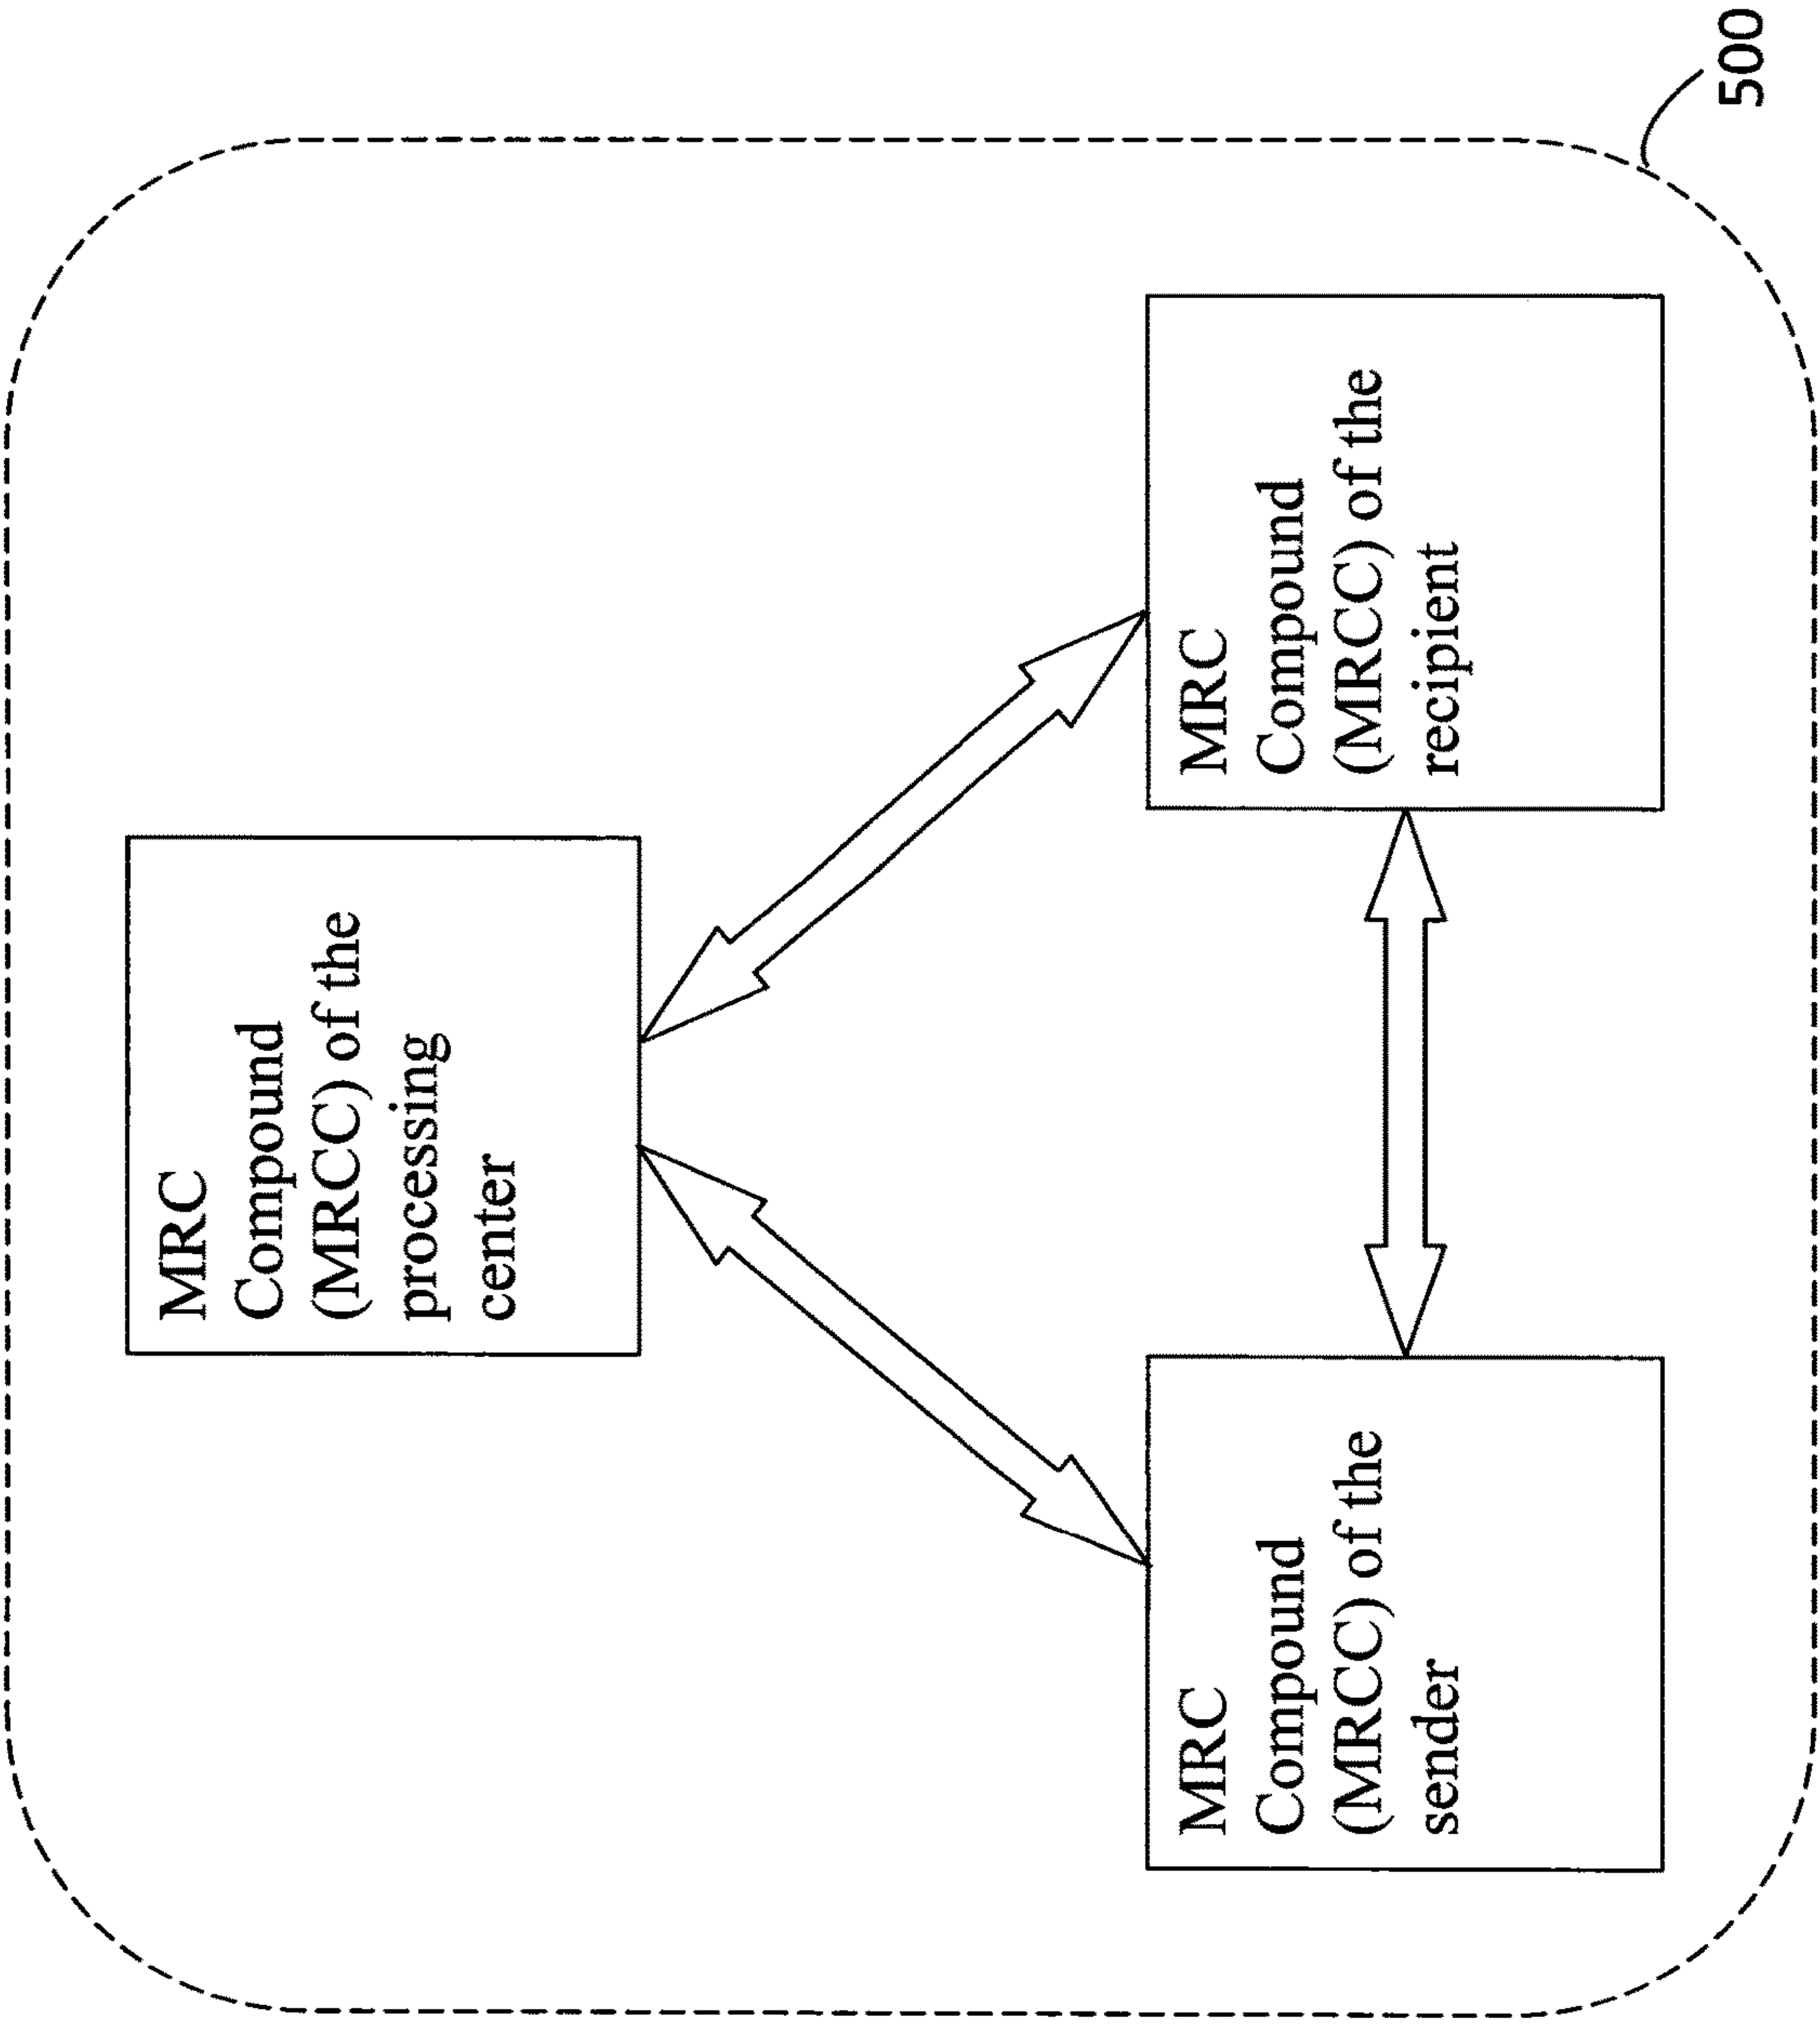 MRC
Compound
(MRCC) of the
processing
center
MRC
Compound
(MRCC) of the
sender
MRC
Compound
(MRCC) of the
recipient
500